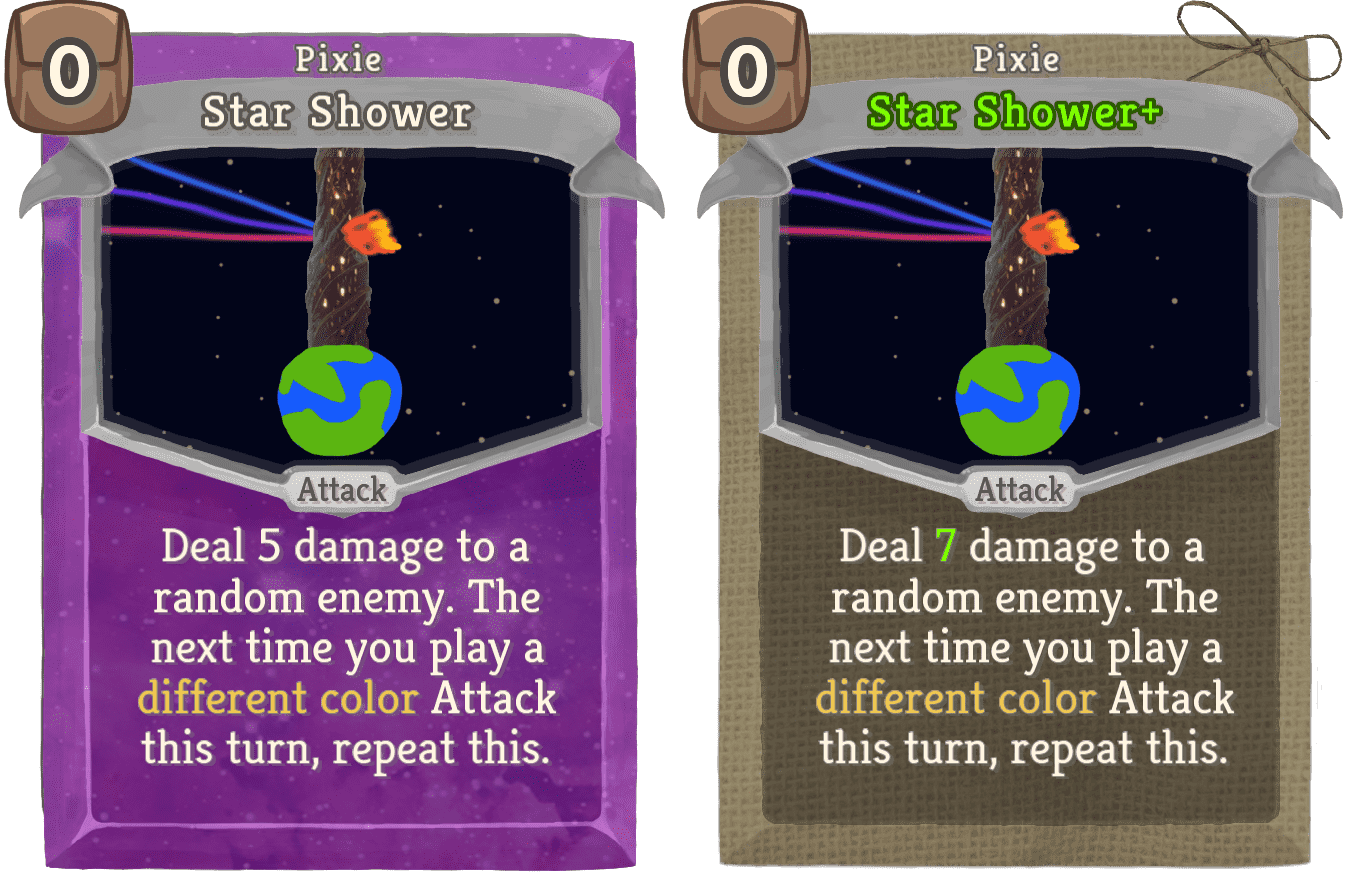 0
Pixie
Star Shower
Attack
Deal 5 damage to a
random enemy. The
next time you play a
different color Attack
this turn, repeat this.
0
Pixie
Star Shower+
Attack
Deal 7 damage to a
random enemy. The
next time you play a
different color Attack
this turn, repeat this.